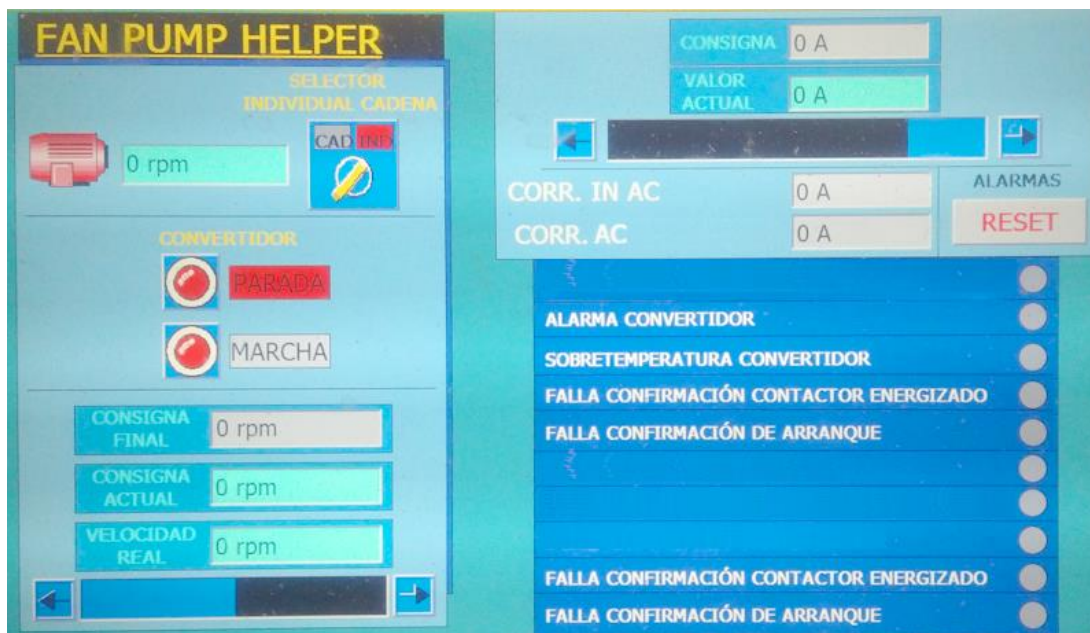 FAN PUMP HELPER
SELECTOR
INDIVIDUAL CADENA
CAD IND
0 rpm
CONVERTIDOR
PARADA
MARCHA
CONSIGNA
FINAL
0 rpm
CONSIGNA
ACTUAL
0 rpm
VELOCIDAD
REAL
0 rpm
CONSIGNA
0 A
VALOR
ACTUAL
0 A
CORR. IN AC
0 A
CORR. AC
0 A
ALARMAS
RESET
ALARMA CONVERTIDOR
SOBRETEMPERATURA CONVERTIDOR
FALLA CONFIRMACIÓN CONTACTOR ENERGIZADO
FALLA CONFIRMACIÓN DE ARRANQUE
FALLA CONFIRMACIÓN CONTACTOR ENERGIZADO
FALLA CONFIRMACIÓN DE ARRANQUE